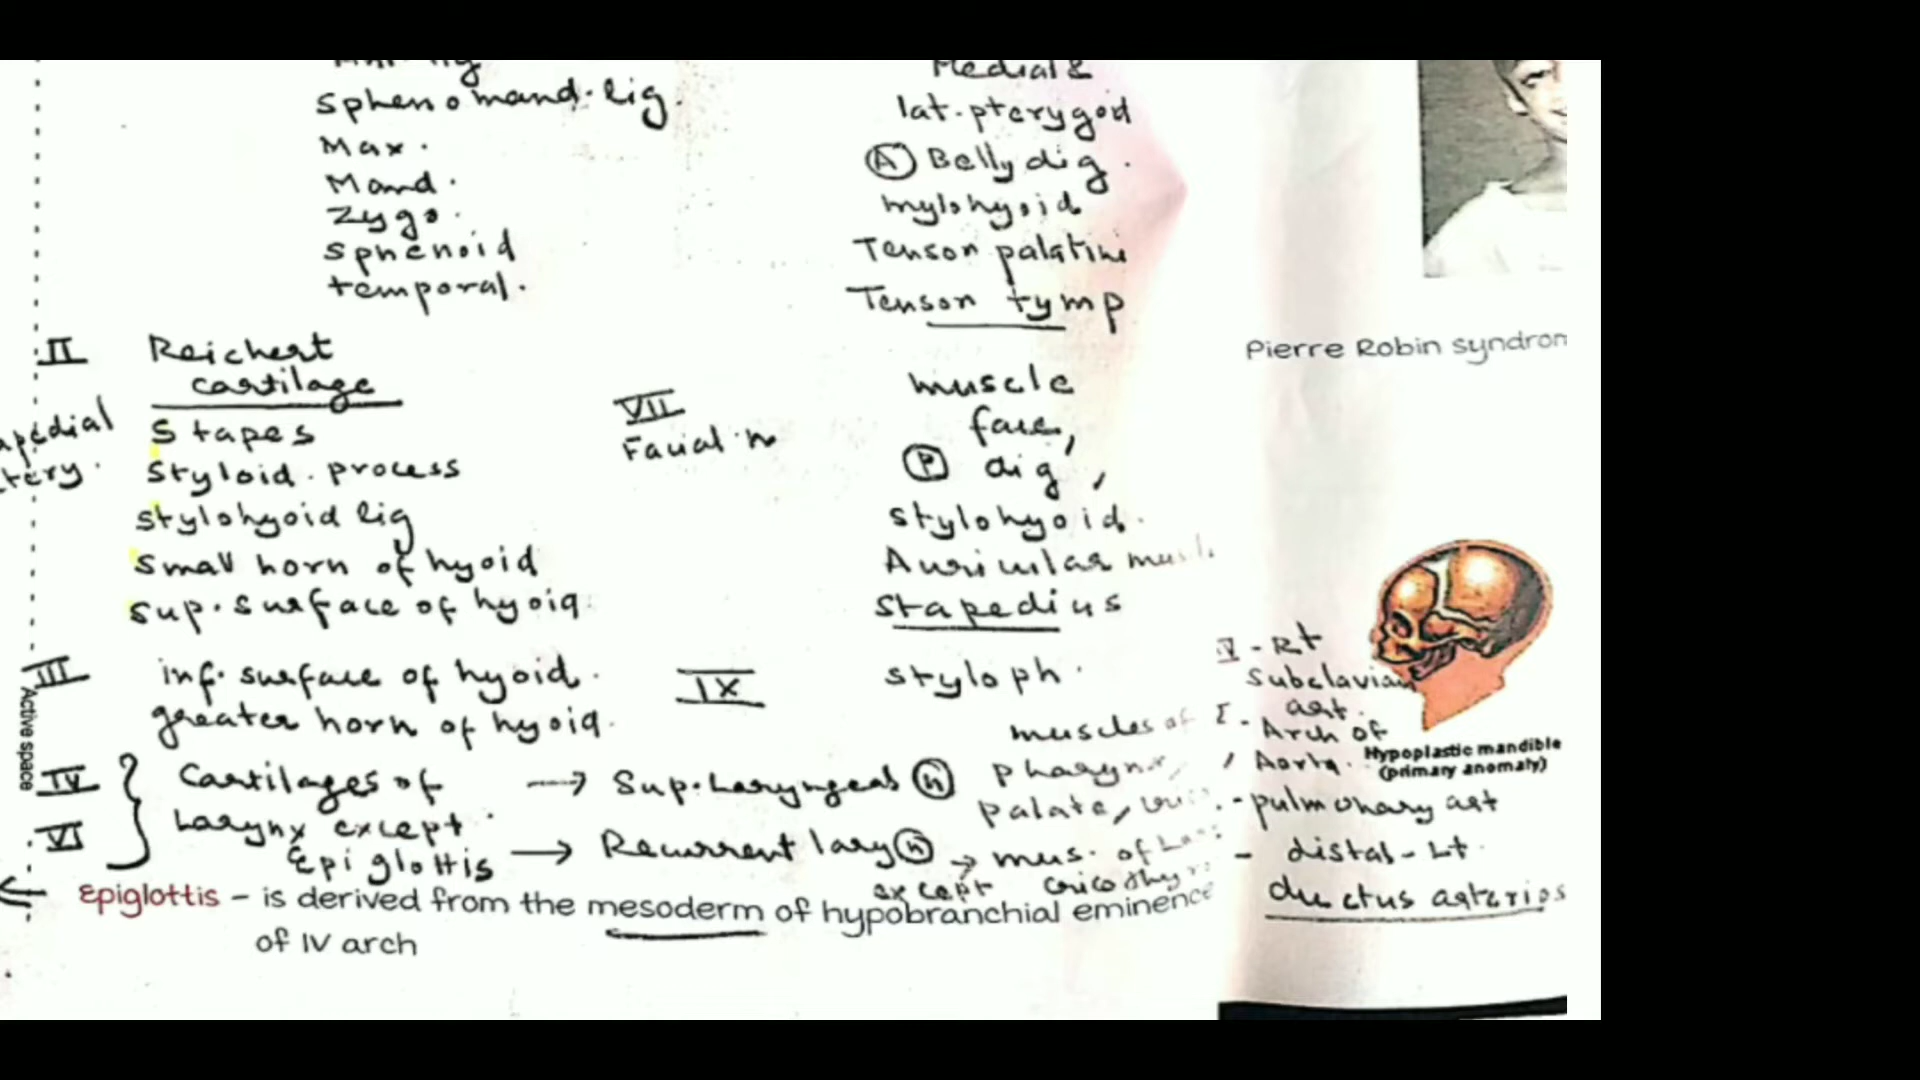 sphenomand. lig.
Max.
Mand.
Zygo.
sphenoid
temporal.
Medial &
lat. pterygoid
(A) Belly dig.
mylohyoid
Tensor palatini
Tensor tymp
II Reichert
cartilage
stapes
styloid. process
stylohyoid lig
small horn of hyoid
sup. surface of hyoid
VII
Facial n
muscle
face,
(P) dig,
stylohyoid.
Auricular
stapedius
III inf. surface of hyoid.
greater horn of hyoid.
IX
styloph.
IV Cartilages of
VI Larynx except
Epiglottis
→ Sup. Laryngeal (n)
→ Recurrent lary (n)
muscles of
pharynx,
palate,
→ mus. of
except
Epiglottis – is derived from the mesoderm of hypobranchial eminence
of IV arch
Active space
Pierre Robin syndrom
- Rt
subclavian
art.
- Arch of
Aorta.
Hypoplastic mandible
(primary anomaly)
- pulmonary art
- distal - Lt.
ductus arterios